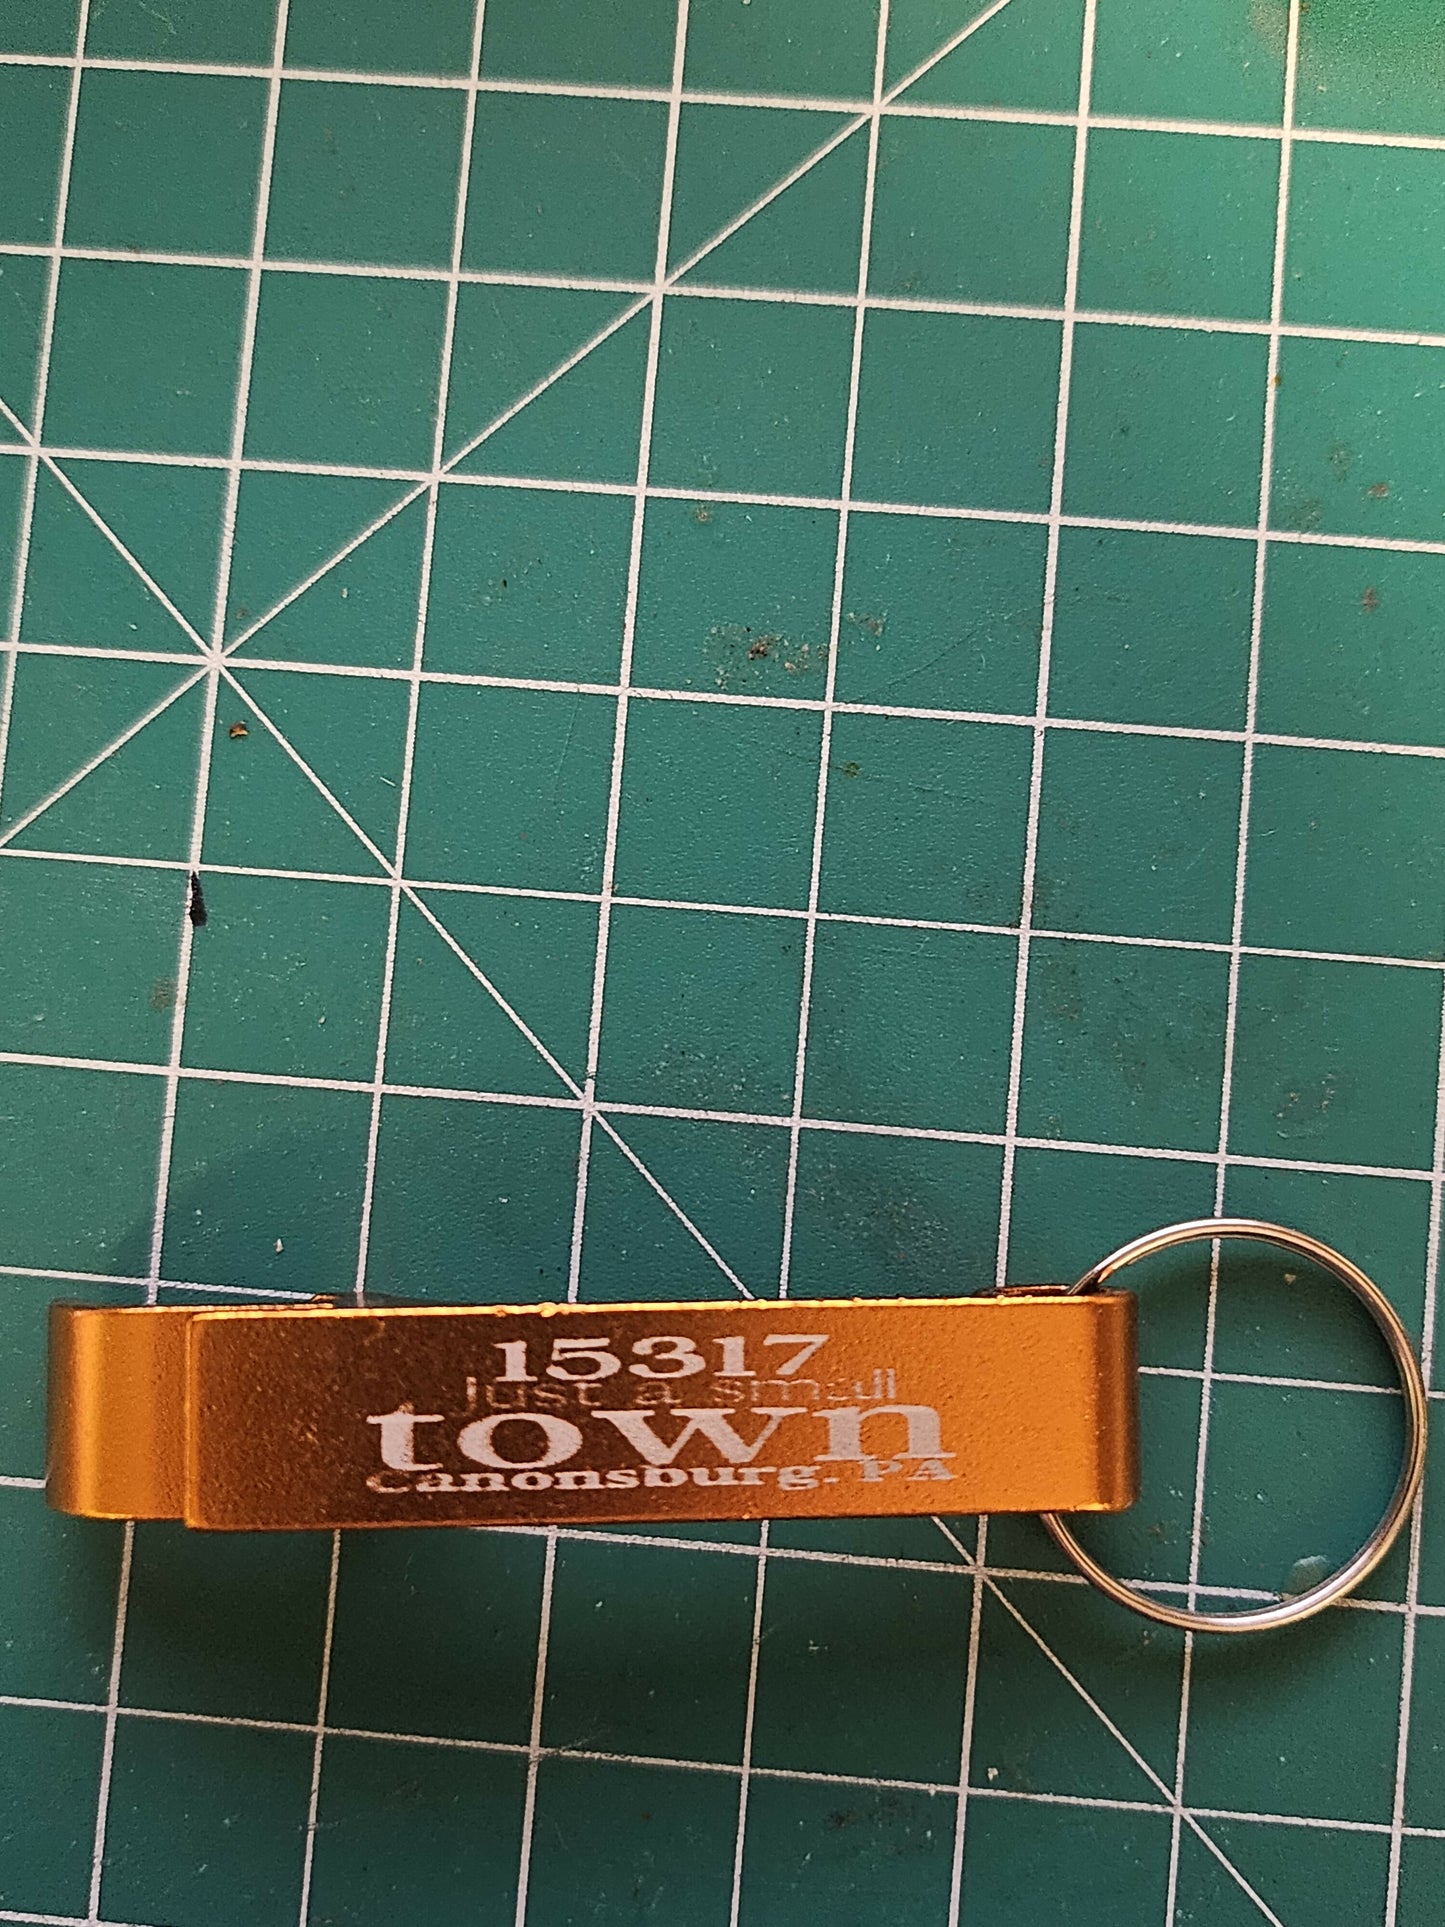 15317
just a small
town
Canonsburg, PA